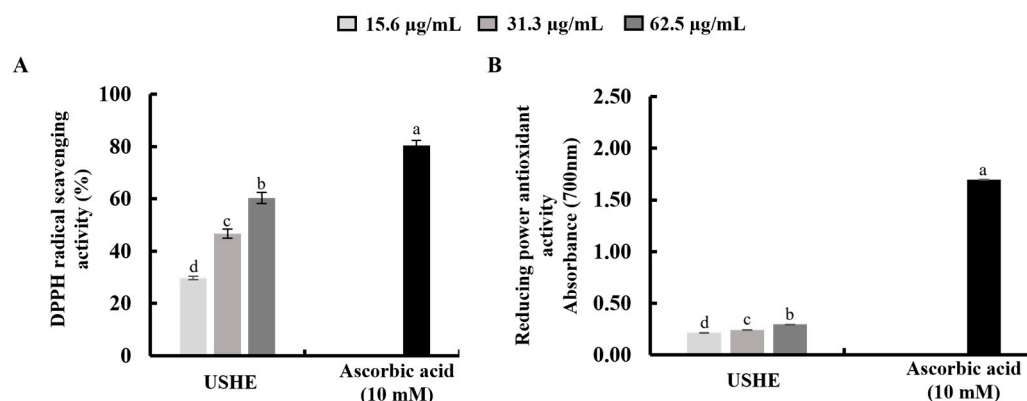 15.6 µg/mL 31.3 µg/mL 62.5 µg/mL
A
DPPH radical scavenging
activity (%)
100
80
60
40
20
0
d
c
b
a
USHE
Ascorbic acid
(10 mM)
B
Reducing power antioxidant
activity
Absorbance (700nm)
2.50
2.00
1.50
1.00
0.50
0.00
d
c
b
a
USHE
Ascorbic acid
(10 mM)